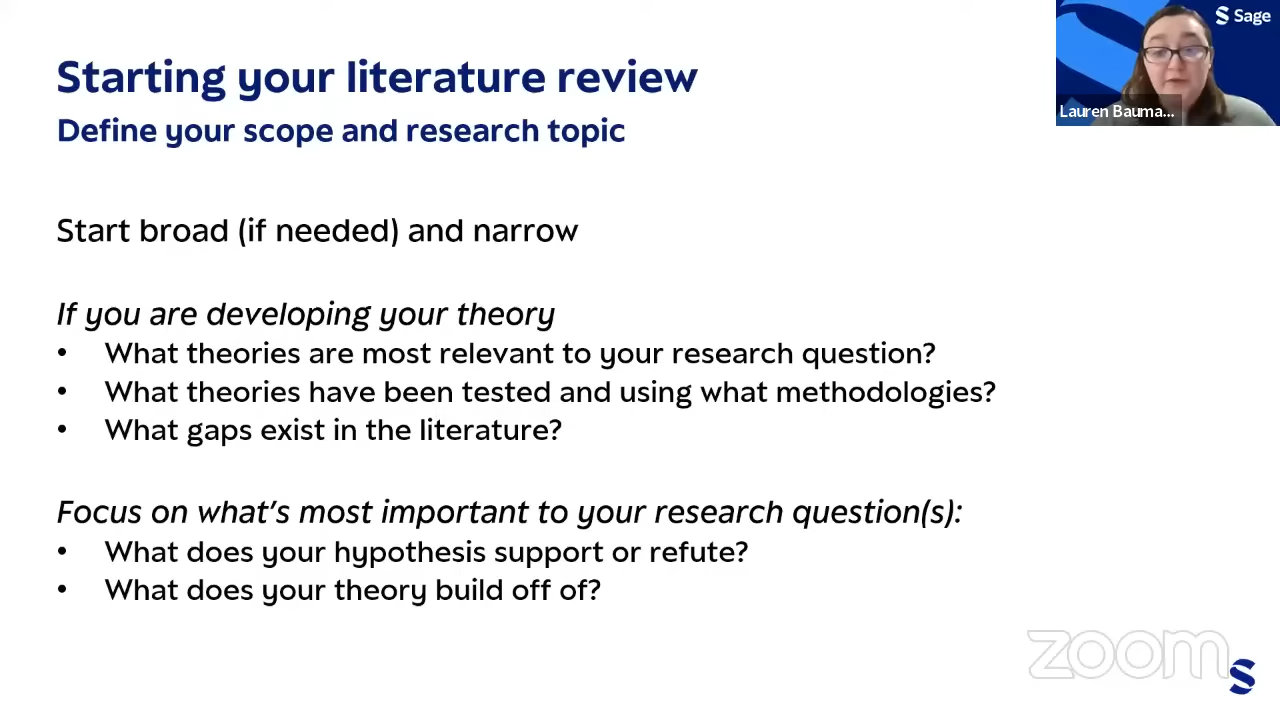 Starting your literature review
Define your scope and research topic
Start broad (if needed) and narrow
If you are developing your theory
• What theories are most relevant to your research question?
• What theories have been tested and using what methodologies?
• What gaps exist in the literature?
Focus on what's most important to your research question(s):
• What does your hypothesis support or refute?
• What does your theory build off of?
Sage
Lauren Bauma...
zoom
S